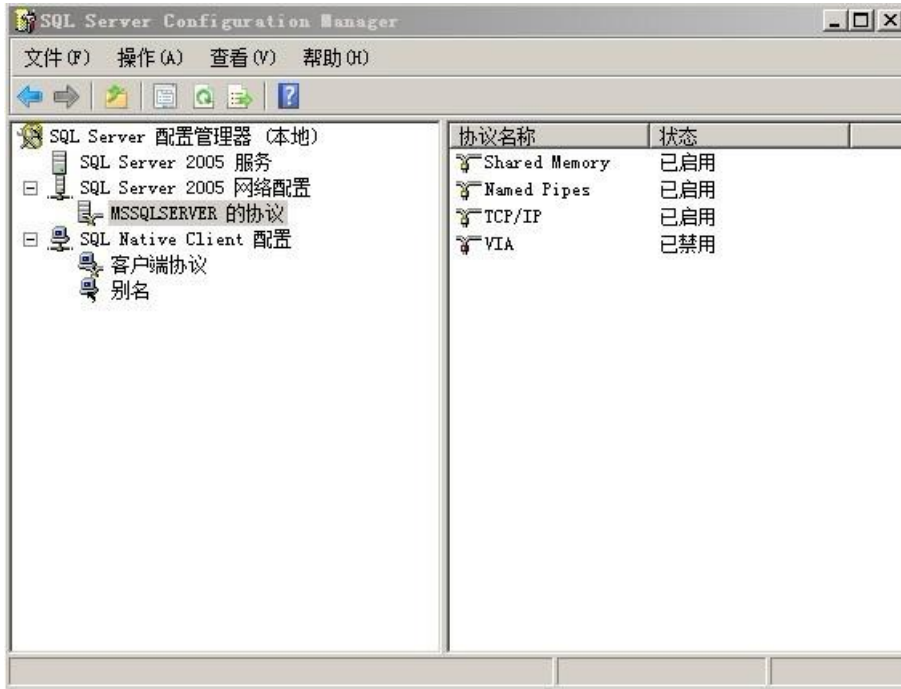 SQL Server Configuration Manager
文件(F) 操作(A) 查看(V) 帮助(H)
SQL Server 配置管理器 (本地)
SQL Server 2005 服务
SQL Server 2005 网络配置
MSSQLSERVER 的协议
SQL Native Client 配置
客户端协议
别名
协议名称 状态
Shared Memory 已启用
Named Pipes 已启用
TCP/IP 已启用
VIA 已禁用